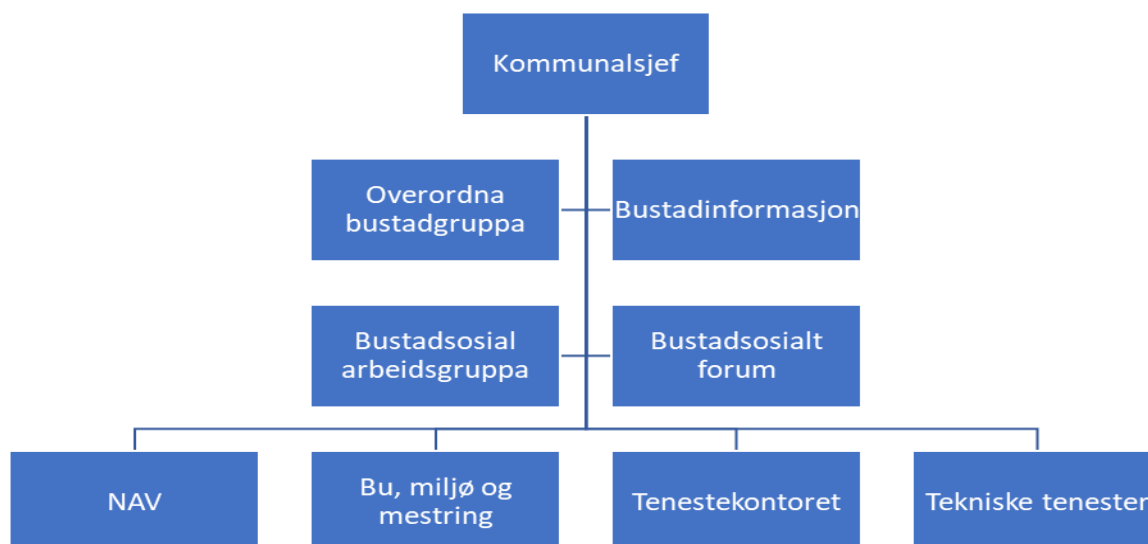 Kommunalsjef
Overordna
bustadgruppa
Bustadinformasjon
Bustadsosial
arbeidsgruppa
Bustadsosialt
forum
NAV
Bu, miljø og
mestring
Tenestekontoret
Tekniske tenester